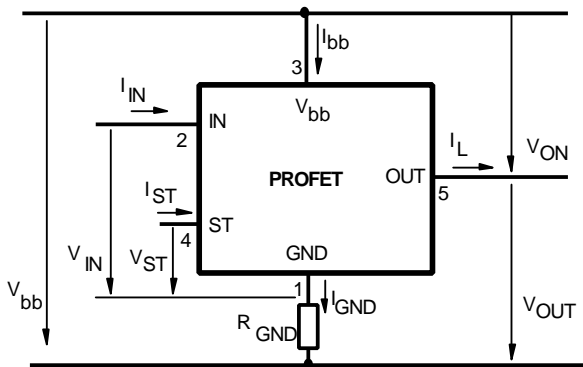 I bb
3
I IN
V bb
IN
2
I L
V ON
PROFET
OUT
I ST
5
ST
4
V IN
V ST
GND
V bb
1
I GND
V OUT
R GND